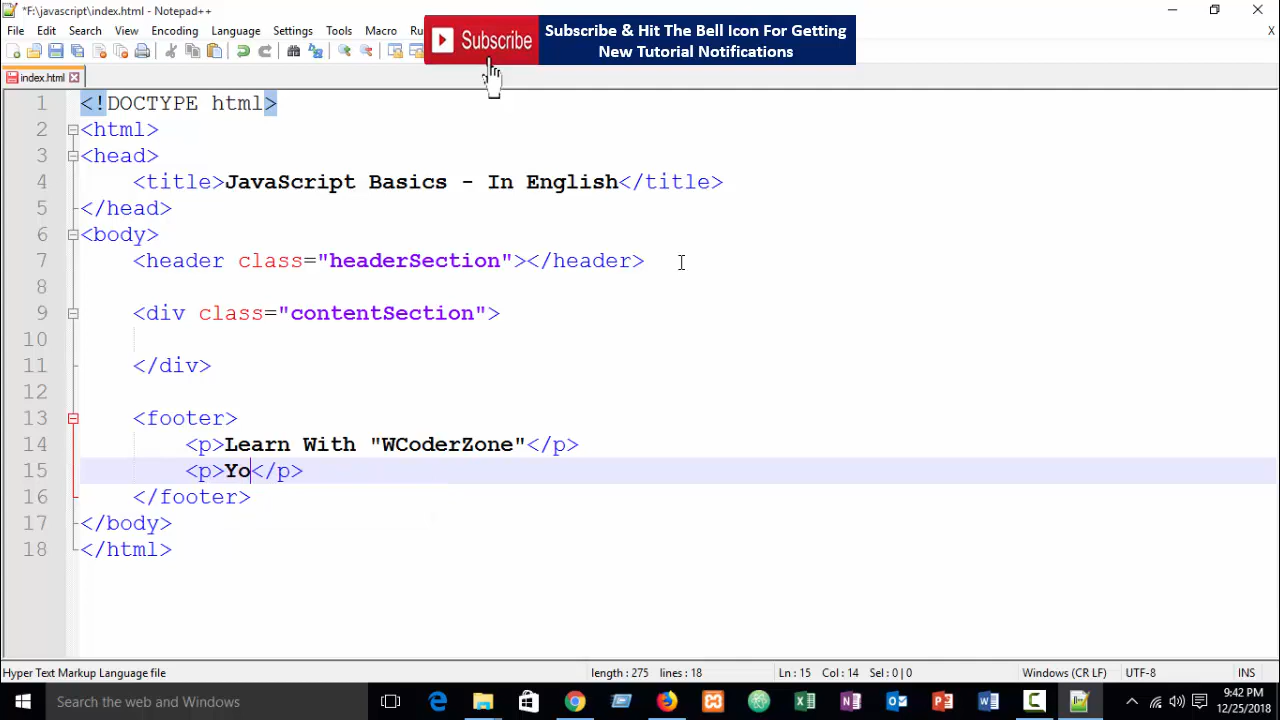 *F:\javascript\index.html - Notepad++
File Edit Search View Encoding Language Settings Tools Macro Ru
X
Subscribe
Subscribe & Hit The Bell Icon For Getting
New Tutorial Notifications
index.html
1 <!DOCTYPE html>
2 <html>
3 <head>
4 <title>JavaScript Basics - In English</title>
5 </head>
6 <body>
7 <header class="headerSection"></header>
8
9 <div class="contentSection">
10
11 </div>
12
13 <footer>
14 <p>Learn With "WCoderZone"</p>
15 <p>Yo</p>
16 </footer>
17 </body>
18 </html>
Hyper Text Markup Language file length : 275 lines : 18 Ln : 15 Col : 14 Sel : 0 | 0 Windows (CR LF) UTF-8 INS
Search the web and Windows
9:42 PM
12/25/2018